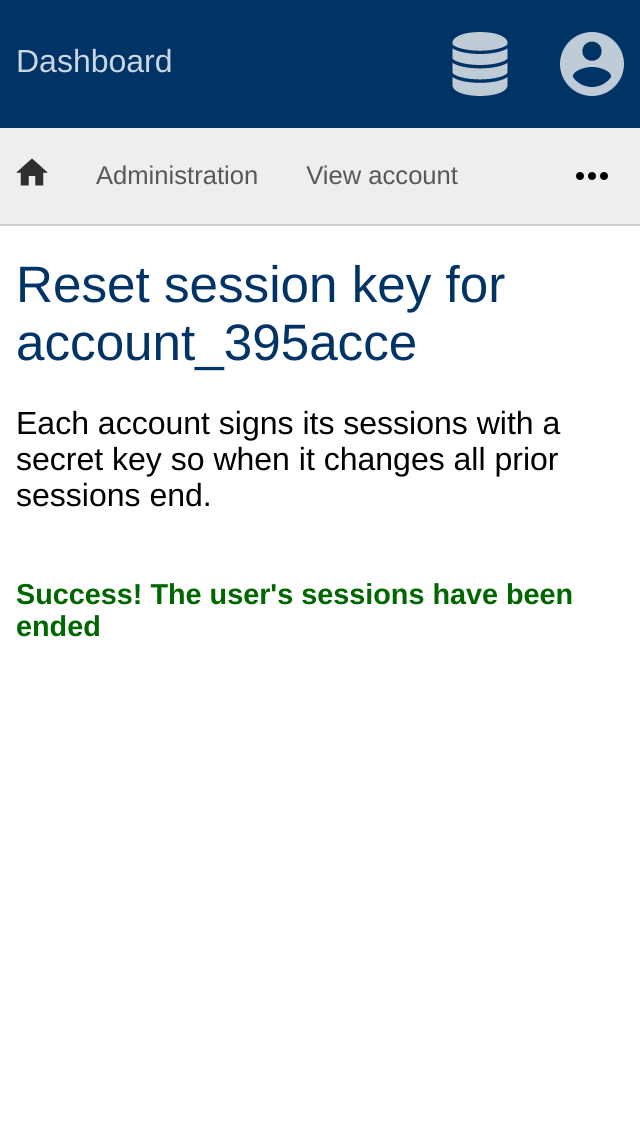 Dashboard
Administration
View account
Reset session key for
account_395acce
Each account signs its sessions with a
secret key so when it changes all prior
sessions end.
Success! The user's sessions have been
ended